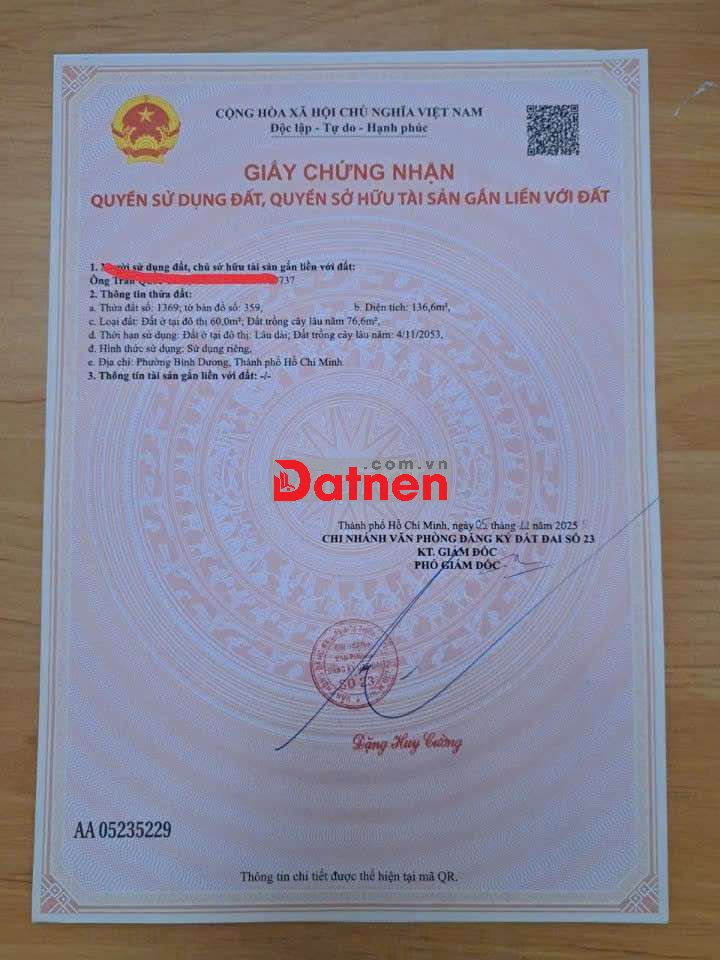 CỘNG HÒA XÃ HỘI CHỦ NGHĨA VIỆT NAM
Độc lập - Tự do - Hạnh phúc
GIẤY CHỨNG NHẬN
QUYỀN SỬ DỤNG ĐẤT, QUYỀN SỞ HỮU TÀI SẢN GẮN LIỀN VỚI ĐẤT
1. Người sử dụng đất, chủ sở hữu tài sản gắn liền với đất:
Ông Trần 737
2. Thông tin thửa đất:
a. Thửa đất số: 1369; tờ bản đồ số: 359, b. Diện tích: 136,6m²,
c. Loại đất: Đất ở tại đô thị 60,0m²; Đất trồng cây lâu năm 76,6m²,
d. Thời hạn sử dụng: Đất ở tại đô thị: Lâu dài; Đất trồng cây lâu năm: 4/11/2053,
đ. Hình thức sử dụng: Sử dụng riêng,
e. Địa chỉ: Phường Bình Dương, Thành phố Hồ Chí Minh
3. Thông tin tài sản gắn liền với đất: -/-
.com.vn
Datnen
Thành phố Hồ Chí Minh, ngày 05 tháng 12 năm 2025
CHI NHÁNH VĂN PHÒNG ĐĂNG KÝ ĐẤT ĐAI SỐ 23
KT. GIÁM ĐỐC
PHÓ GIÁM ĐỐC
SỐ 23
Đặng Huy Cường
AA 05235229
Thông tin chi tiết được thể hiện tại mã QR.